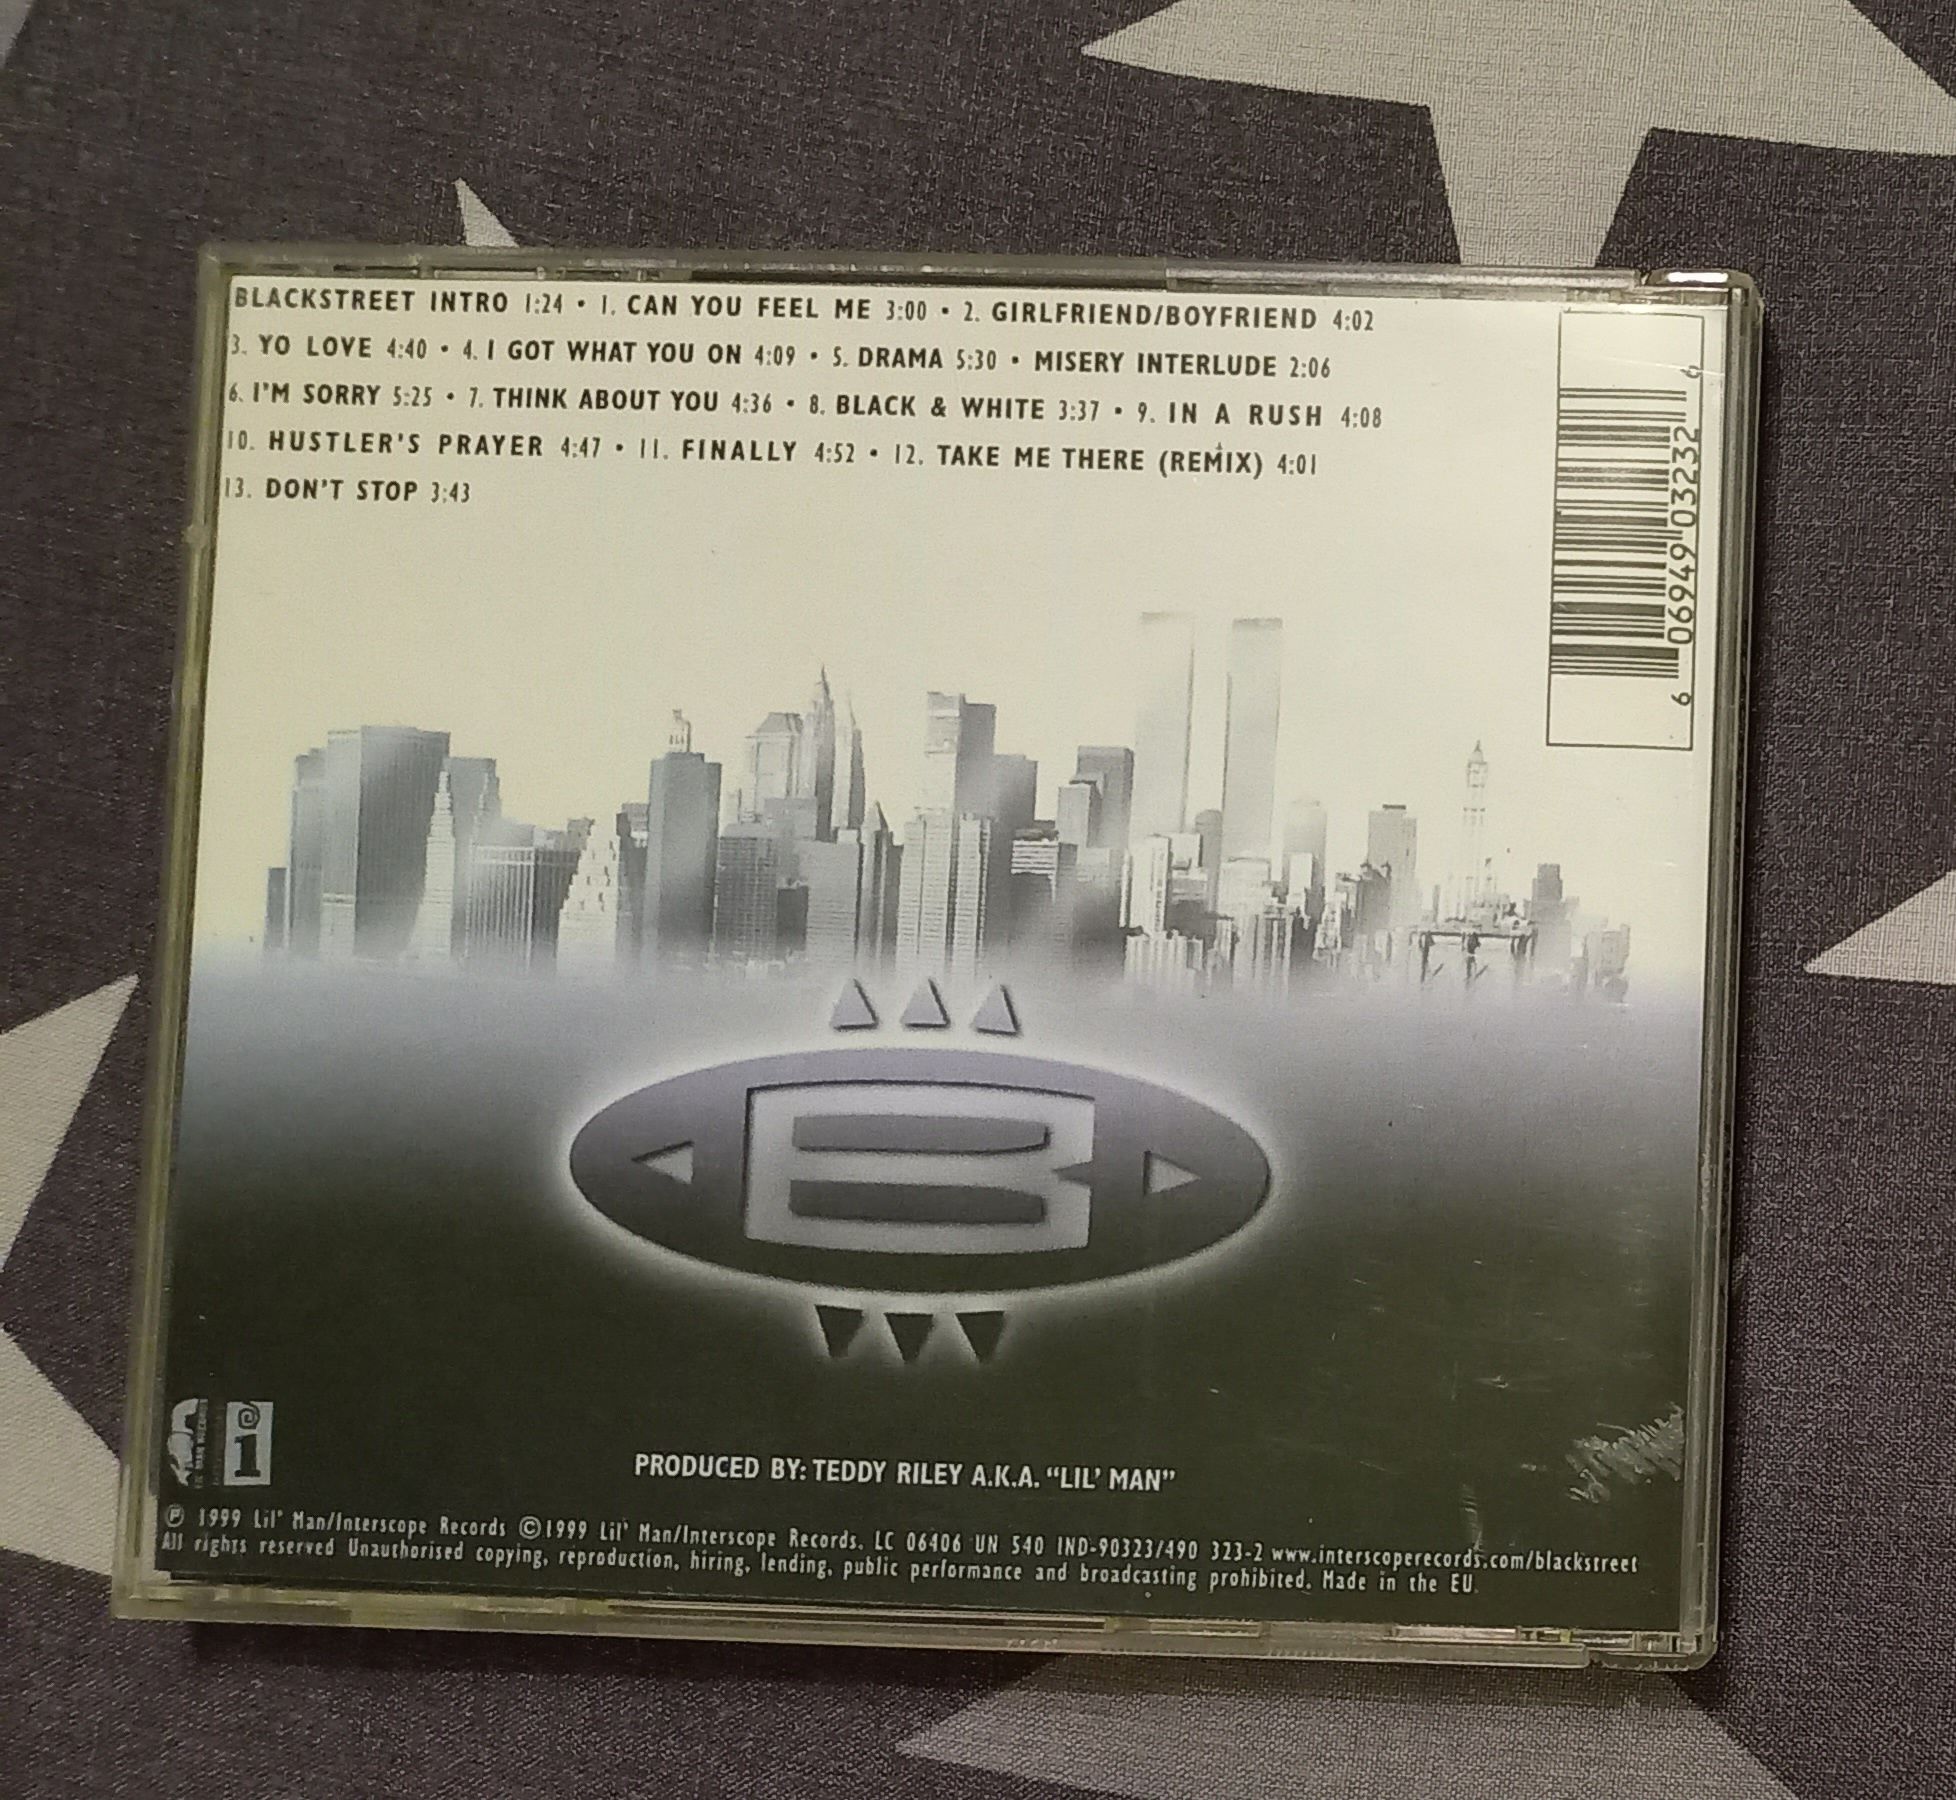 BLACKSTREET INTRO 1:24 • 1. CAN YOU FEEL ME 3:00 • 2. GIRLFRIEND/BOYFRIEND 4:02
3. YO LOVE 4:40 • 4. I GOT WHAT YOU ON 4:09 • 5. DRAMA 5:30 • MISERY INTERLUDE 2:06
6. I'M SORRY 5:25 • 7. THINK ABOUT YOU 4:36 • 8. BLACK & WHITE 3:37 • 9. IN A RUSH 4:08
10. HUSTLER'S PRAYER 4:47 • 11. FINALLY 4:52 • 12. TAKE ME THERE (REMIX) 4:01
13. DON'T STOP 3:43
6 06949 03232 6
B
i
PRODUCED BY: TEDDY RILEY A.K.A. “LIL' MAN”
℗ 1999 Lil' Man/Interscope Records ©1999 Lil' Man/Interscope Records. LC 06406 UN 540 IND-90323/490 323-2 www.interscoperecords.com/blackstreet
All rights reserved Unauthorised copying, reproduction, hiring, lending, public performance and broadcasting prohibited. Made in the EU.